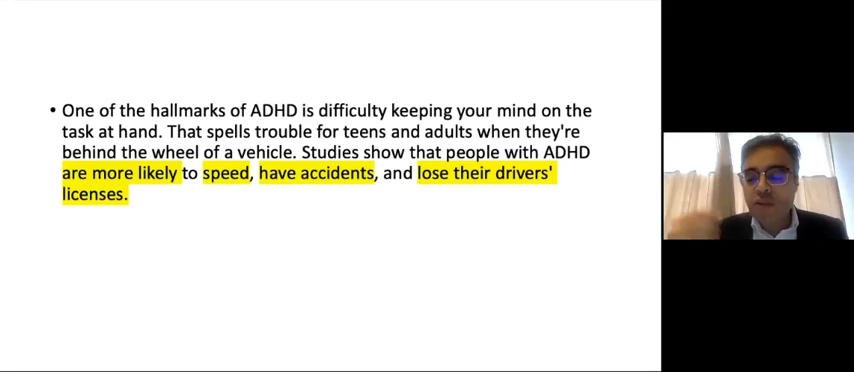 • One of the hallmarks of ADHD is difficulty keeping your mind on the
task at hand. That spells trouble for teens and adults when they're
behind the wheel of a vehicle. Studies show that people with ADHD
are more likely to speed, have accidents, and lose their drivers'
licenses.